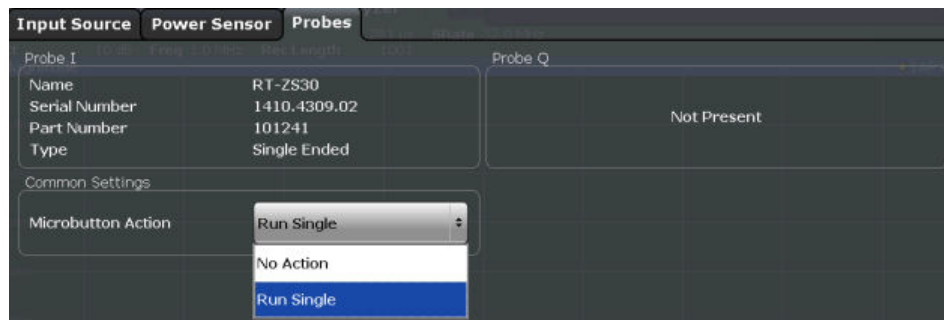 Input Source Power Sensor Probes
Probe I
Name RT-ZS30
Serial Number 1410.4309.02
Part Number 101241
Type Single Ended
Probe Q
Not Present
Common Settings
Microbutton Action Run Single
No Action
Run Single